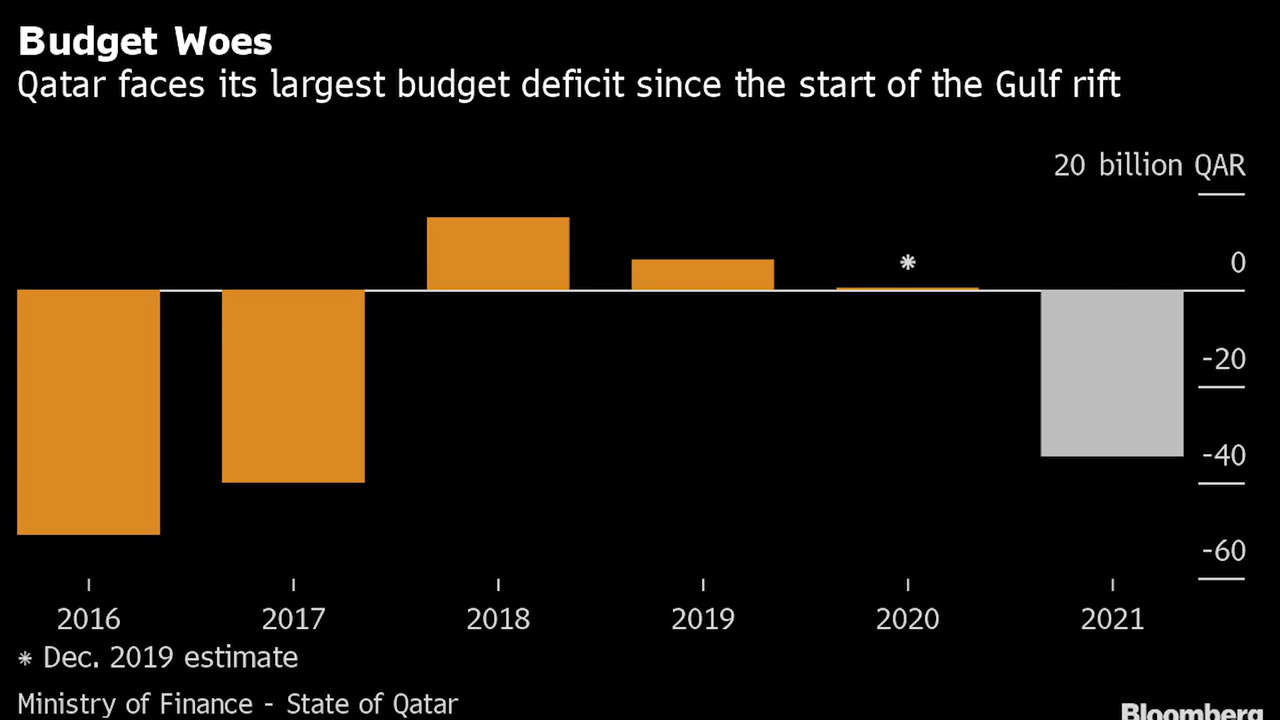 Budget Woes
Qatar faces its largest budget deficit since the start of the Gulf rift
20 billion QAR
0
-20
-40
-60
2016 2017 2018 2019 2020 2021
* Dec. 2019 estimate
Ministry of Finance - State of Qatar
Bloomberg